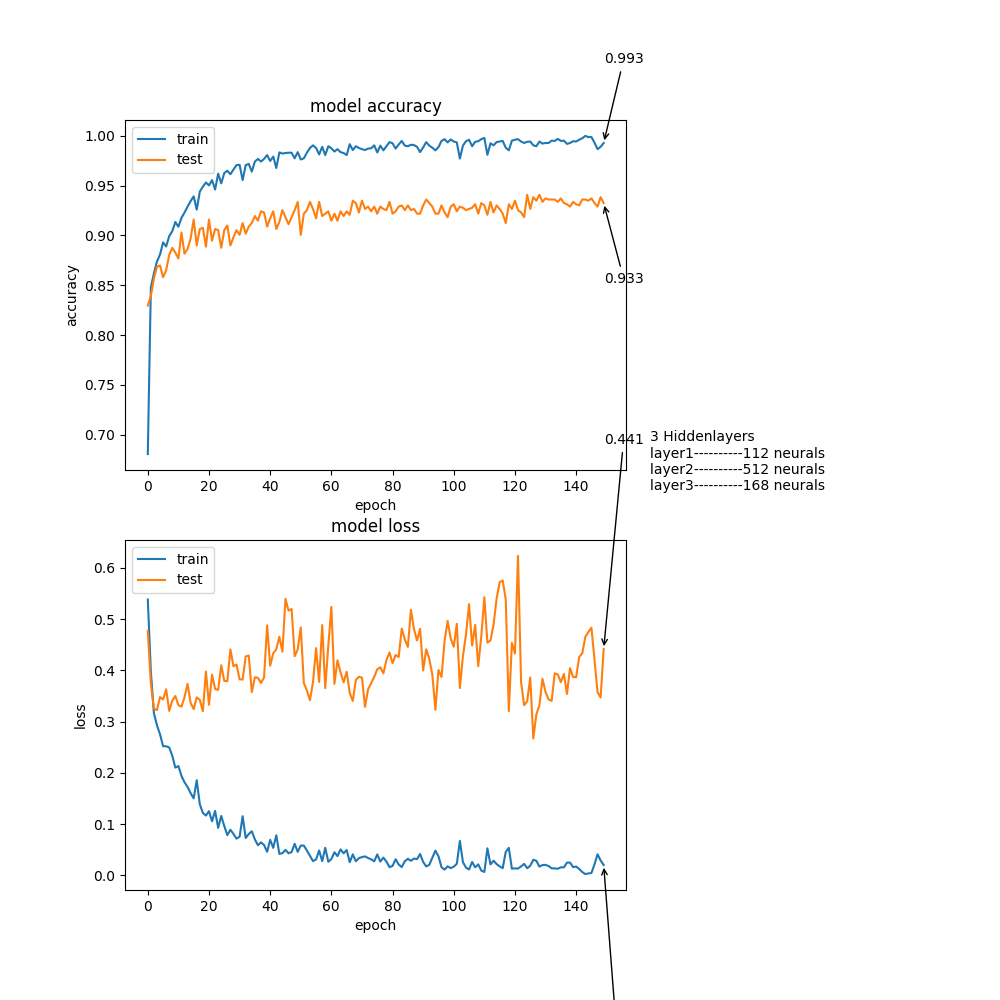 0.993
model accuracy
train
test
1.00
0.95
0.90
0.85
0.80
0.75
0.70
accuracy
0.933
0 20 40 60 80 100 120 140
epoch
0.441
3 Hiddenlayers
layer1----------112 neurals
layer2----------512 neurals
layer3----------168 neurals
model loss
train
test
0.6
0.5
0.4
0.3
0.2
0.1
0.0
loss
0 20 40 60 80 100 120 140
epoch